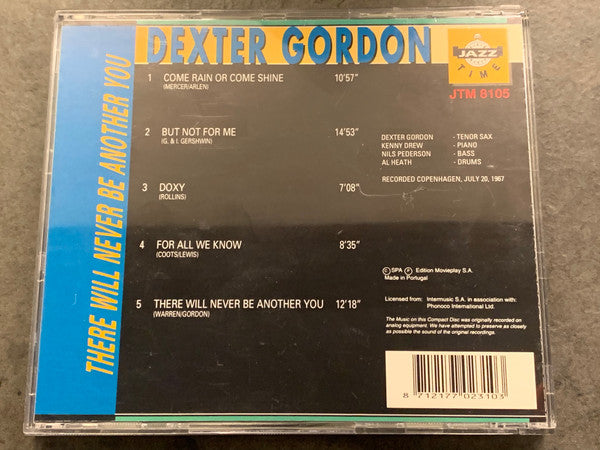 THERE WILL NEVER BE ANOTHER YOU
DEXTER GORDON
JAZZ
TIME
JTM 8105
1 COME RAIN OR COME SHINE 10'57"
(MERCER/ARLEN)
2 BUT NOT FOR ME 14'53"
(G. & I. GERSHWIN)
3 DOXY 7'08"
(ROLLINS)
4 FOR ALL WE KNOW 8'35"
(COOTS/LEWIS)
5 THERE WILL NEVER BE ANOTHER YOU 12'18"
(WARREN/GORDON)
DEXTER GORDON - TENOR SAX
KENNY DREW - PIANO
NILS PEDERSON - BASS
AL HEATH - DRUMS
RECORDED COPENHAGEN, JULY 20, 1967
© SPA ℗ Edition Movieplay S.A.
Made in Portugal
Licensed from: Intermusic S.A. in association with:
Phonoco International Ltd.
The Music on this Compact Disc was originally recorded on
analog equipment. We have attempted to preserve as closely
as possible the sound of the original recordings.
8 712177 023103